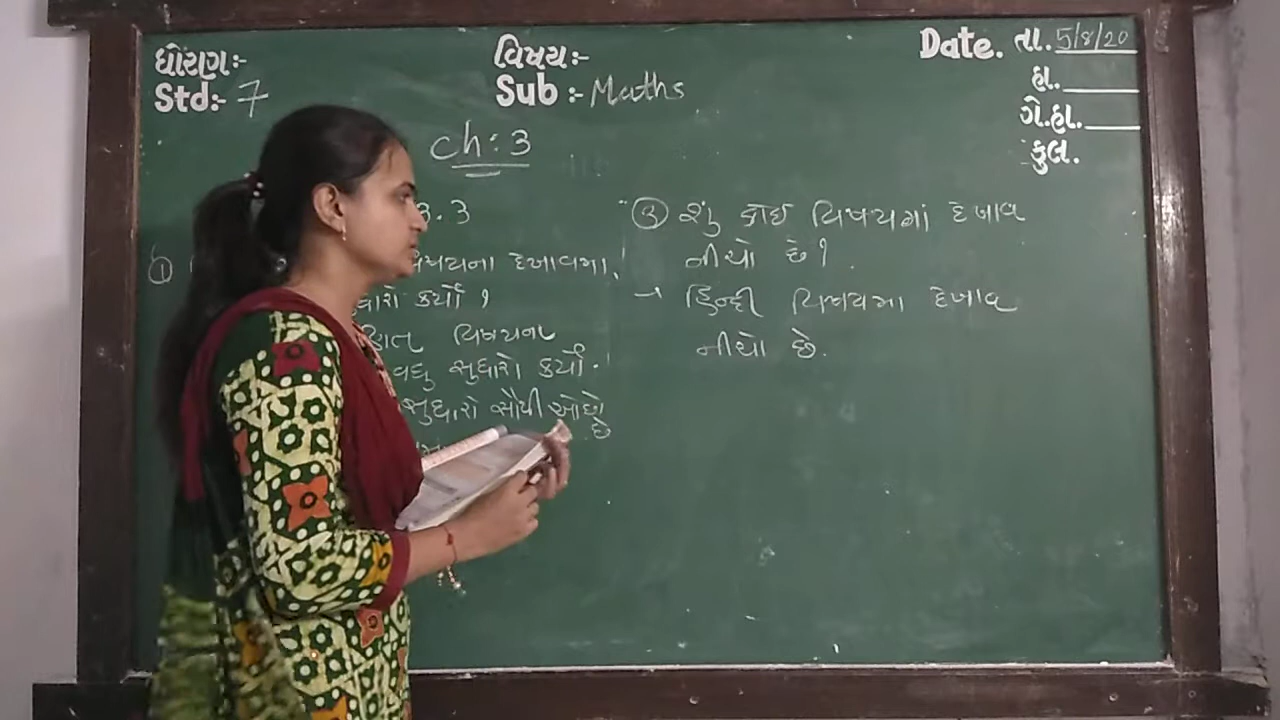 ધોરણ:-
Std:- 7
વિષય:-
Sub :- Maths
Date. તા. 5/8/20
હા.
ગે.હા.
કુલ.
ch: 3
3.3
①
વિષયના દેખાવમાં
કર્યો ?
વિષયના
વધુ સુધારો કર્યો.
સુધારો સૌથી ઓછો
છે
③ શું કોઈ વિષયમાં દેખાવ
નીચો છે ?
→ હિન્દી વિષયમા દેખાવ
નીચો છે.